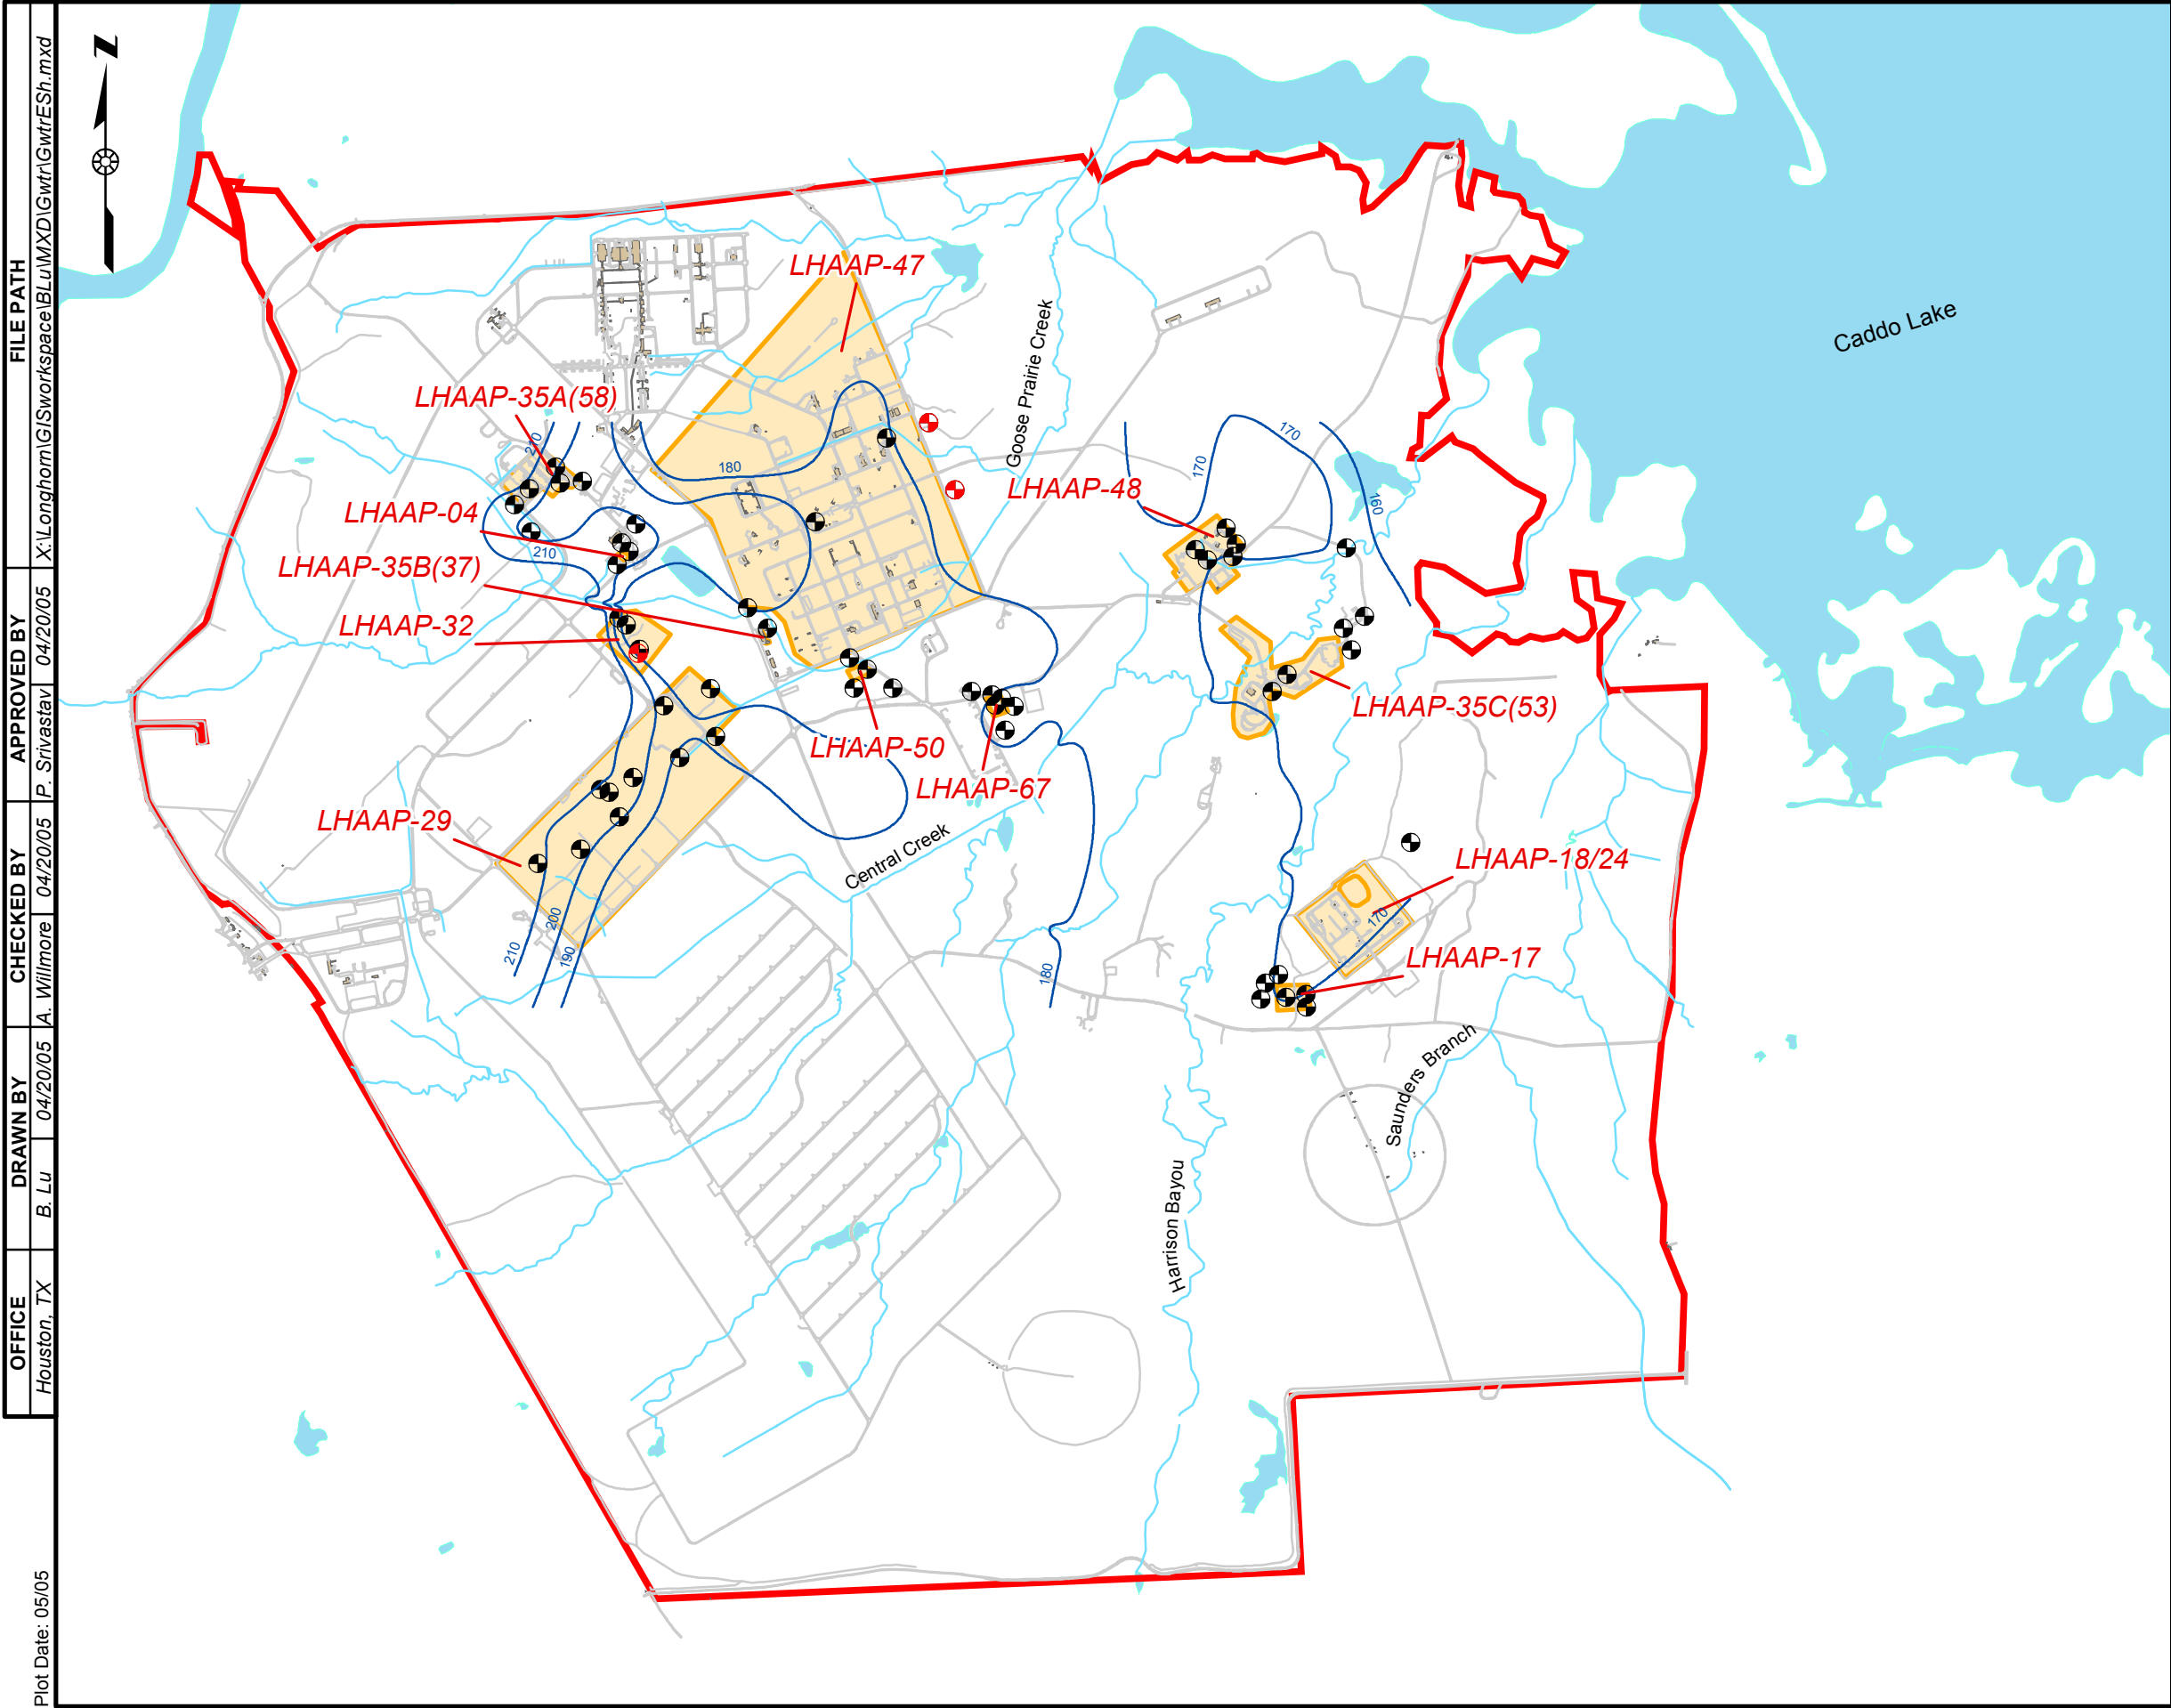 FILE PATH
X:\Longhorn\GISworkspace\BLu\MXD\Gwtr\GwtrESh.mxd
APPROVED BY
P. Srivastav 04/20/05
CHECKED BY
A. Willmore 04/20/05
DRAWN BY
B. Lu 04/20/05
OFFICE
Houston, TX
Plot Date: 05/05
N
LHAAP-47
Caddo Lake
Goose Prairie Creek
LHAAP-35A(58)
210
180
170
170
160
LHAAP-48
LHAAP-04
210
LHAAP-35B(37)
LHAAP-32
LHAAP-35C(53)
LHAAP-50
LHAAP-67
LHAAP-29
Central Creek
LHAAP-18/24
170
LHAAP-17
210
200
190
180
Saunders Branch
Harrison Bayou